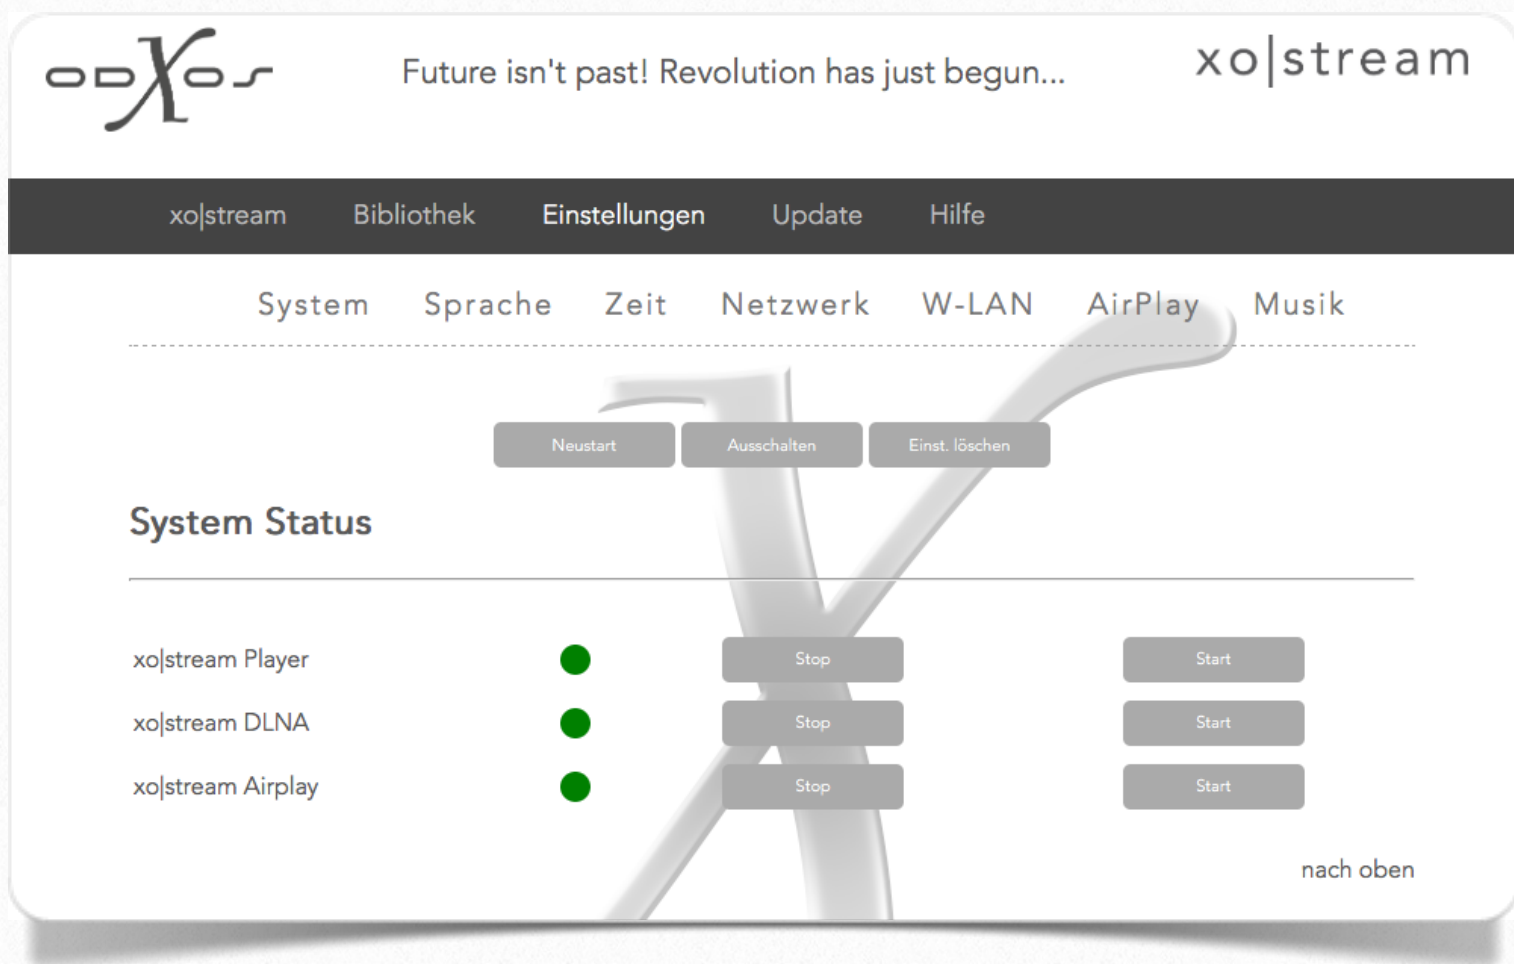 odXos
Future isn't past! Revolution has just begun...
xo|stream
xo|stream Bibliothek Einstellungen Update Hilfe
System Sprache Zeit Netzwerk W-LAN AirPlay Musik
Neustart Ausschalten Einst. löschen
System Status
xo|stream Player Stop Start
xo|stream DLNA Stop Start
xo|stream Airplay Stop Start
nach oben